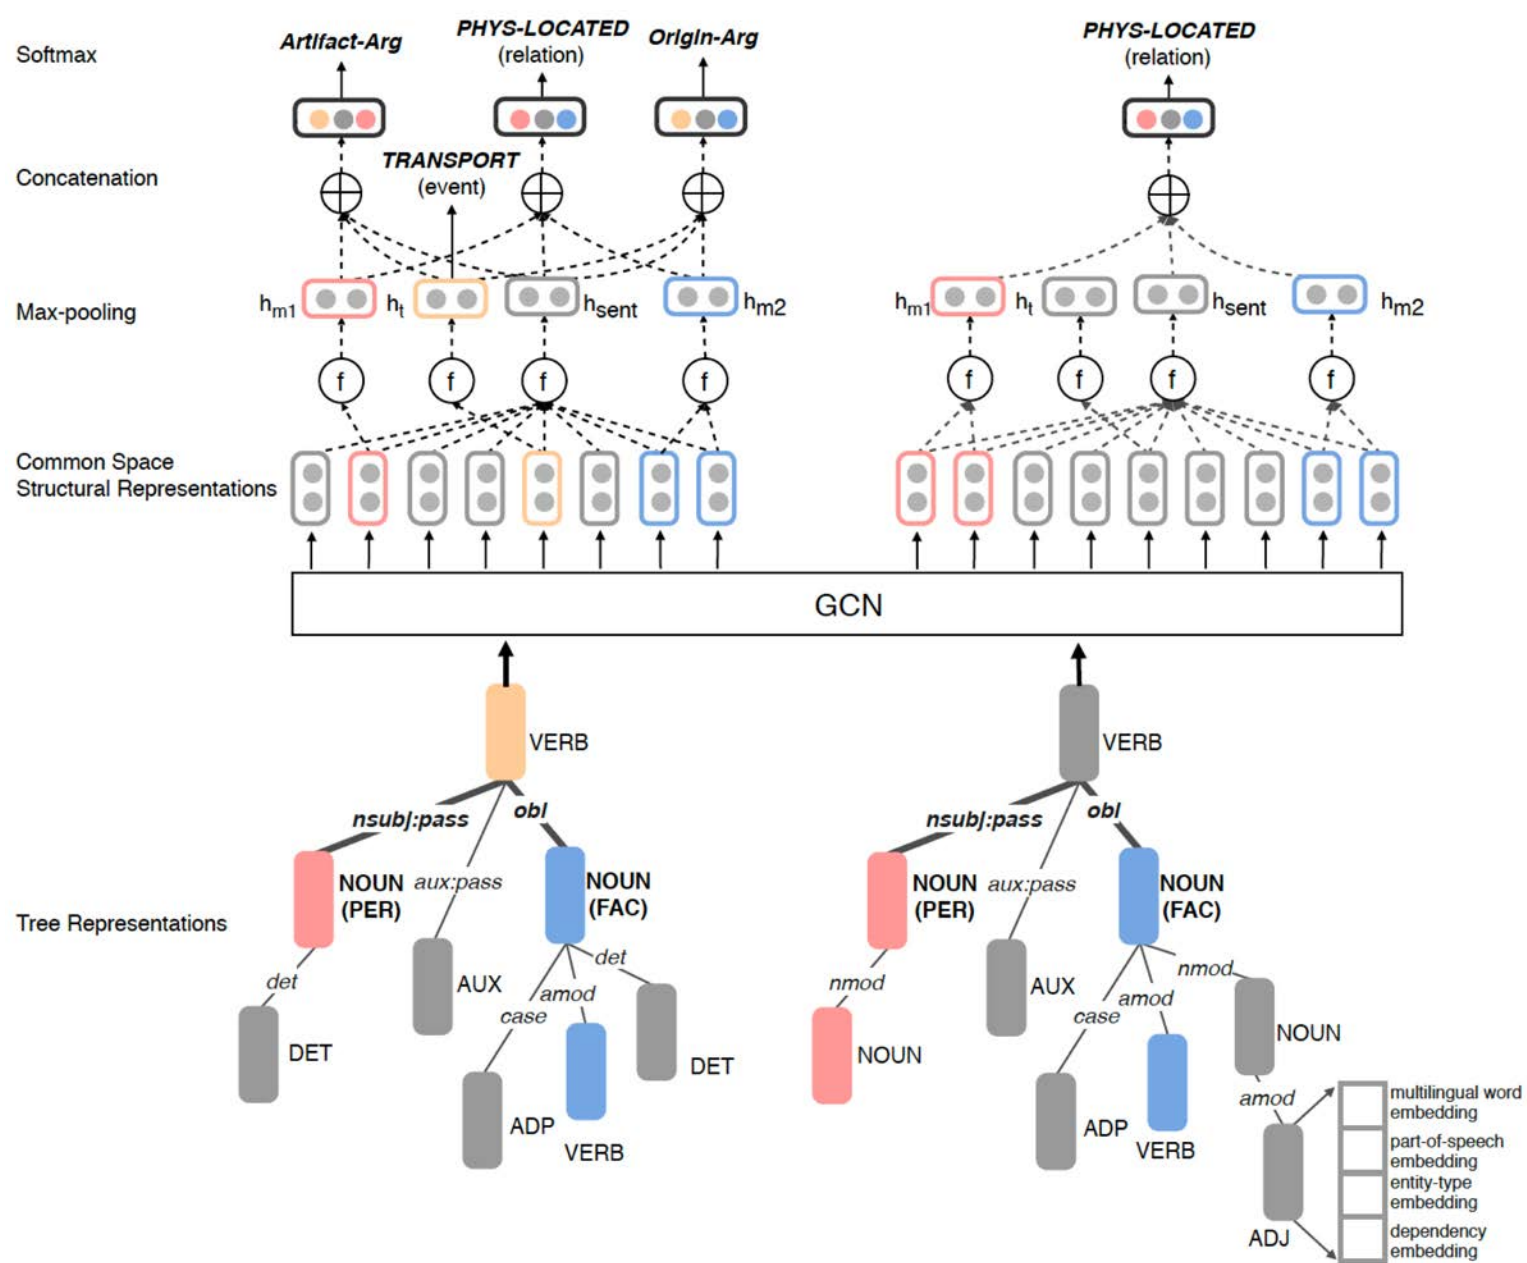 Softmax
Artifact-Arg
PHYS-LOCATED
(relation)
Origin-Arg
PHYS-LOCATED
(relation)
Concatenation
TRANSPORT
(event)
Max-pooling
hm1
ht
hsent
hm2
hm1
ht
hsent
hm2
f
f
f
f
f
f
f
f
Common Space
Structural Representations
GCN
VERB
VERB
nsubj:pass
obl
nsubj:pass
obl
NOUN
(PER)
aux:pass
NOUN
(FAC)
NOUN
(PER)
aux:pass
NOUN
(FAC)
Tree Representations
det
AUX
det
amod
case
DET
ADP
VERB
DET
nmod
AUX
nmod
amod
case
NOUN
ADP
VERB
NOUN
amod
ADJ
multilingual word
embedding
part-of-speech
embedding
entity-type
embedding
dependency
embedding